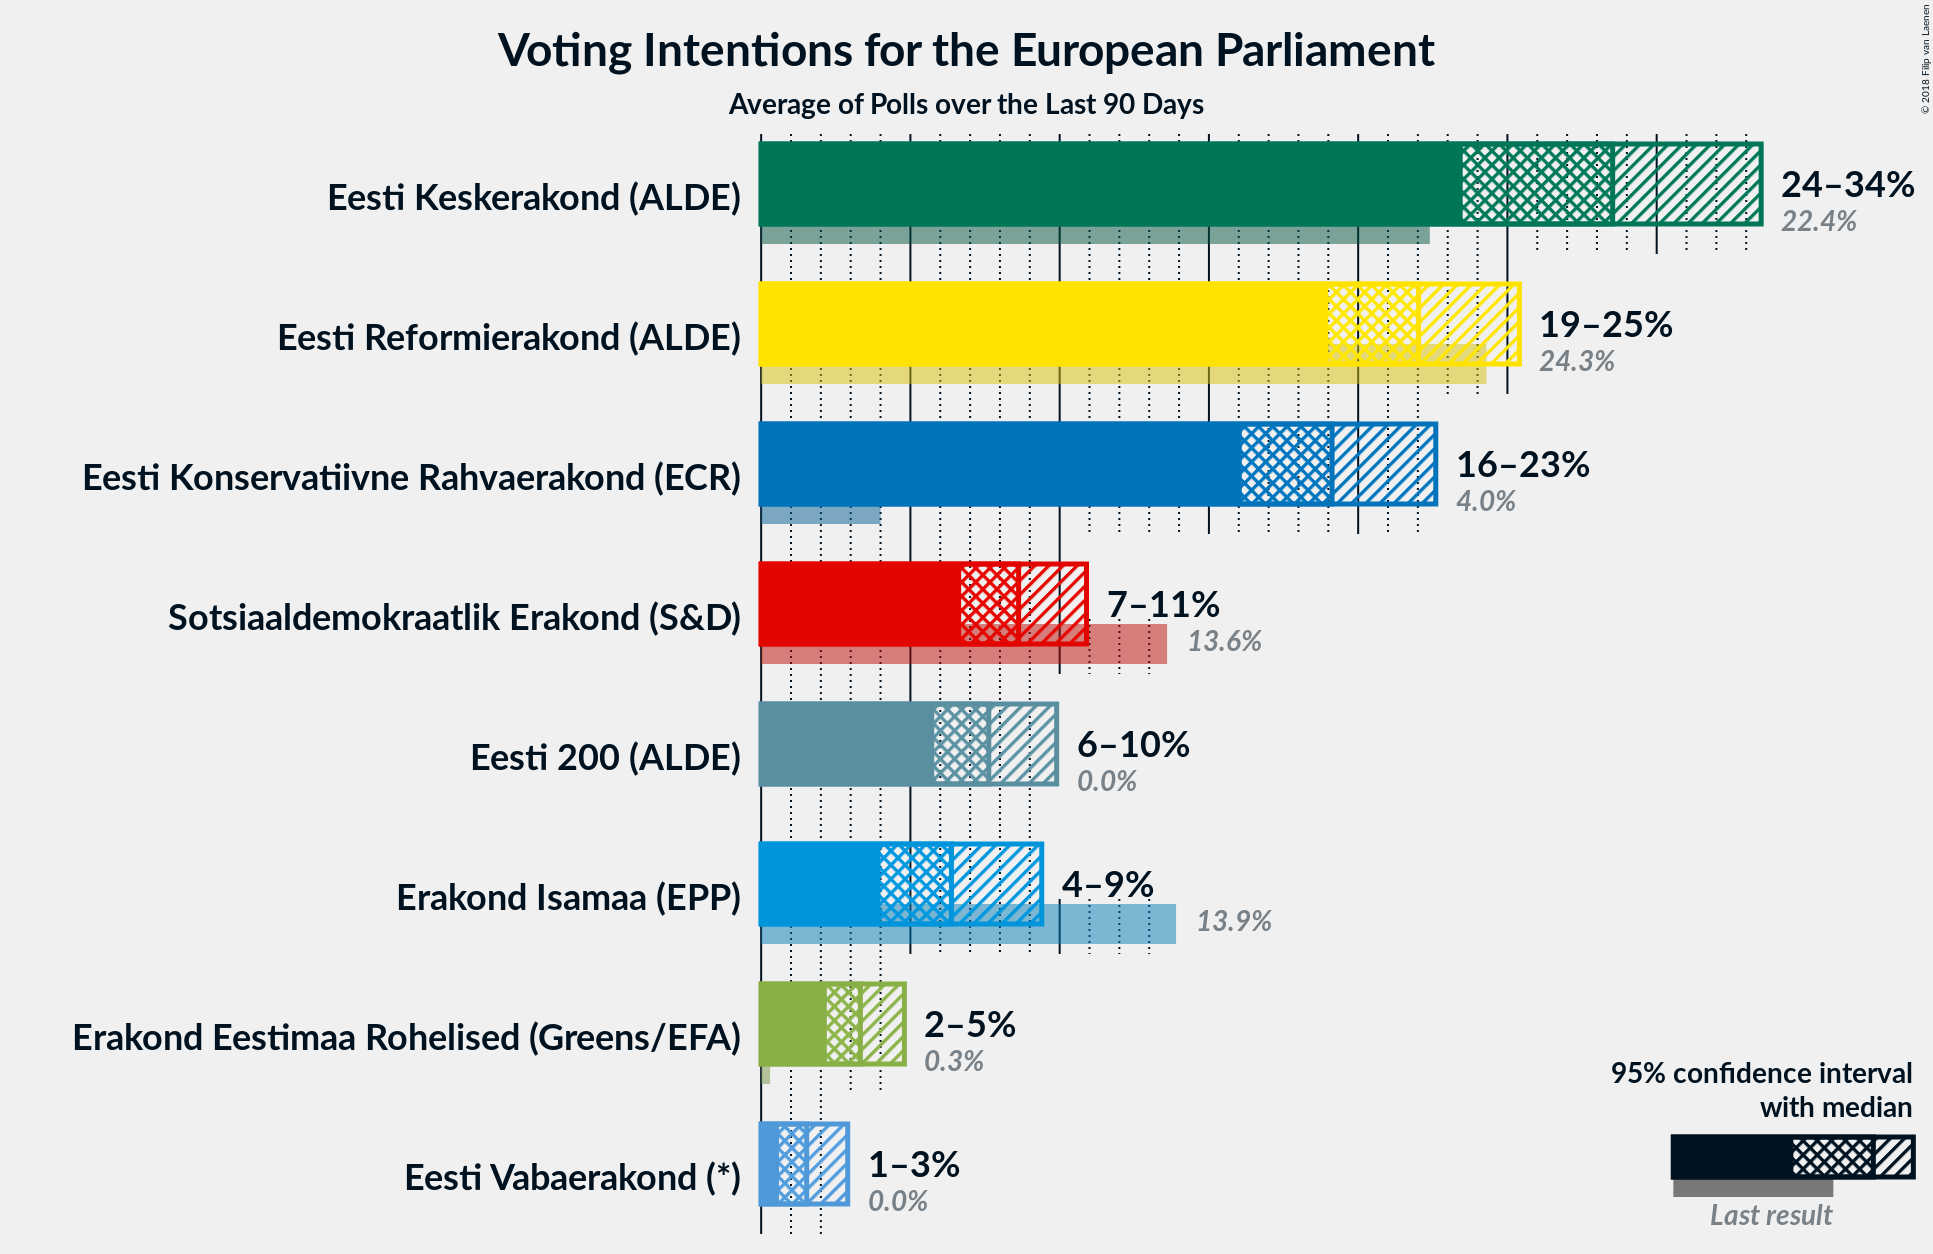 Voting Intentions for the European Parliament
Average of Polls over the Last 90 Days
© 2018 Filip van Laenen
Eesti Keskerakond (ALDE)
24–34%
22.4%
Eesti Reformierakond (ALDE)
19–25%
24.3%
Eesti Konservatiivne Rahvaerakond (ECR)
16–23%
4.0%
Sotsiaaldemokraatlik Erakond (S&D)
7–11%
13.6%
Eesti 200 (ALDE)
6–10%
0.0%
Erakond Isamaa (EPP)
4–9%
13.9%
Erakond Eestimaa Rohelised (Greens/EFA)
2–5%
0.3%
Eesti Vabaerakond (*)
1–3%
0.0%
95% confidence interval
with median
Last result